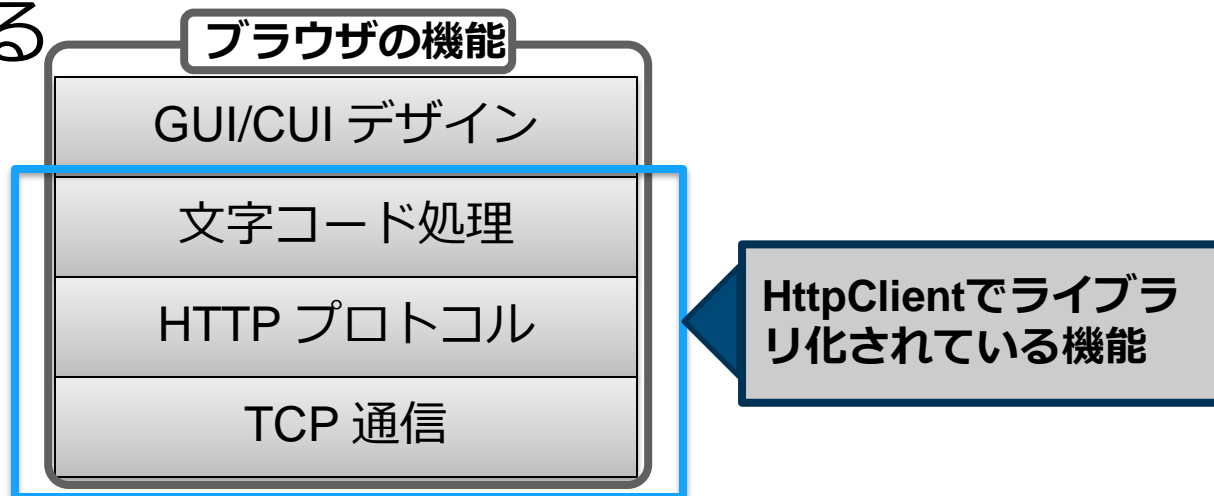 る
ブラウザの機能
GUI/CUI デザイン
文字コード処理
HTTP プロトコル
TCP 通信
HttpClientでライブラ
リ化されている機能